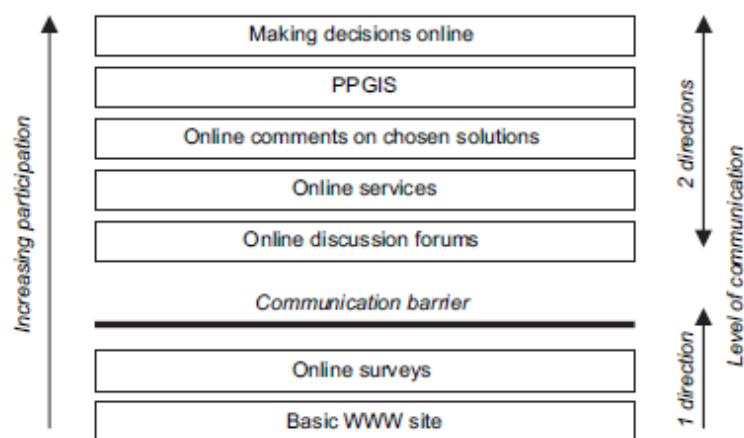 Making decisions online
PPGIS
Online comments on chosen solutions
Online services
Online discussion forums
Communication barrier
Online surveys
Basic WWW site
Increasing participation
2 directions
1 direction
Level of communication